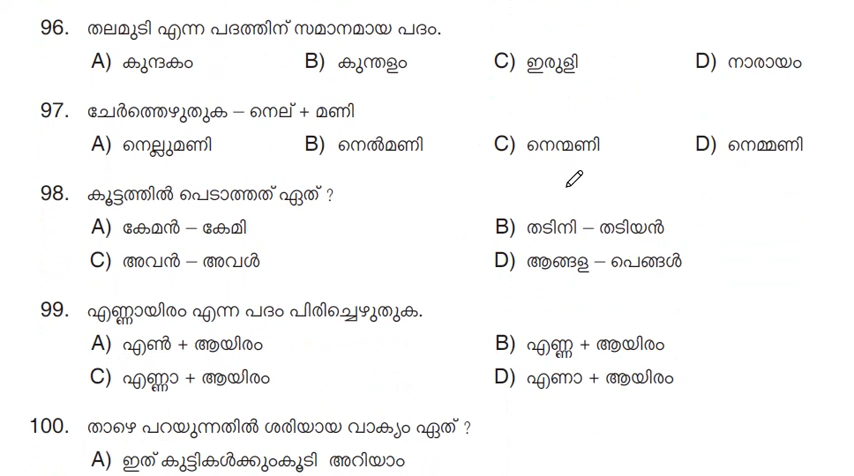 96. തലമുടി എന്ന പദത്തിന് സമാനമായ പദം.
A) കുന്ദകം B) കുന്തളം C) ഇരുളി D) നാരായം
97. ചേർത്തെഴുതുക – നെല് + മണി
A) നെല്ലുമണി B) നെൽമണി C) നെന്മണി D) നെമ്മണി
98. കൂട്ടത്തിൽ പെടാത്തത് ഏത് ?
A) കേമൻ – കേമി B) തടിനി – തടിയൻ
C) അവൻ – അവൾ D) ആങ്ങള – പെങ്ങൾ
99. എണ്ണായിരം എന്ന പദം പിരിച്ചെഴുതുക.
A) എൺ + ആയിരം B) എണ്ണ + ആയിരം
C) എണ്ണാ + ആയിരം D) എണാ + ആയിരം
100. താഴെ പറയുന്നതിൽ ശരിയായ വാക്യം ഏത് ?
A) ഇത് കുട്ടികൾക്കുംകൂടി അറിയാം